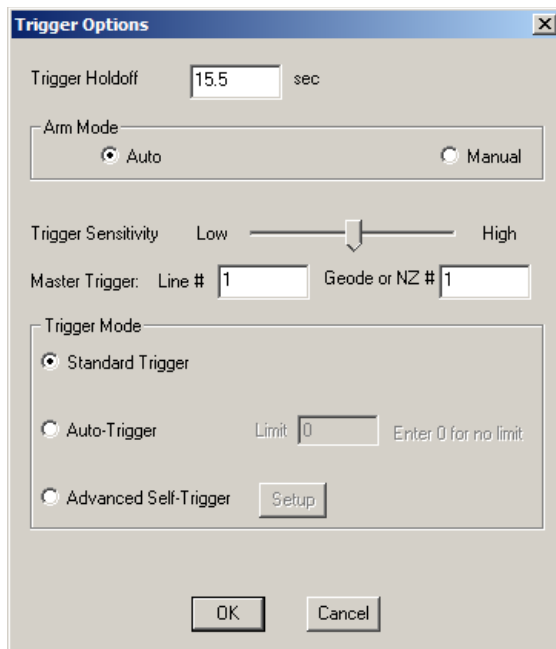 Trigger Options
Trigger Holdoff 15.5 sec
Arm Mode
Auto Manual
Trigger Sensitivity Low High
Master Trigger: Line # 1 Geode or NZ # 1
Trigger Mode
Standard Trigger
Auto-Trigger Limit 0 Enter 0 for no limit
Advanced Self-Trigger Setup
OK Cancel